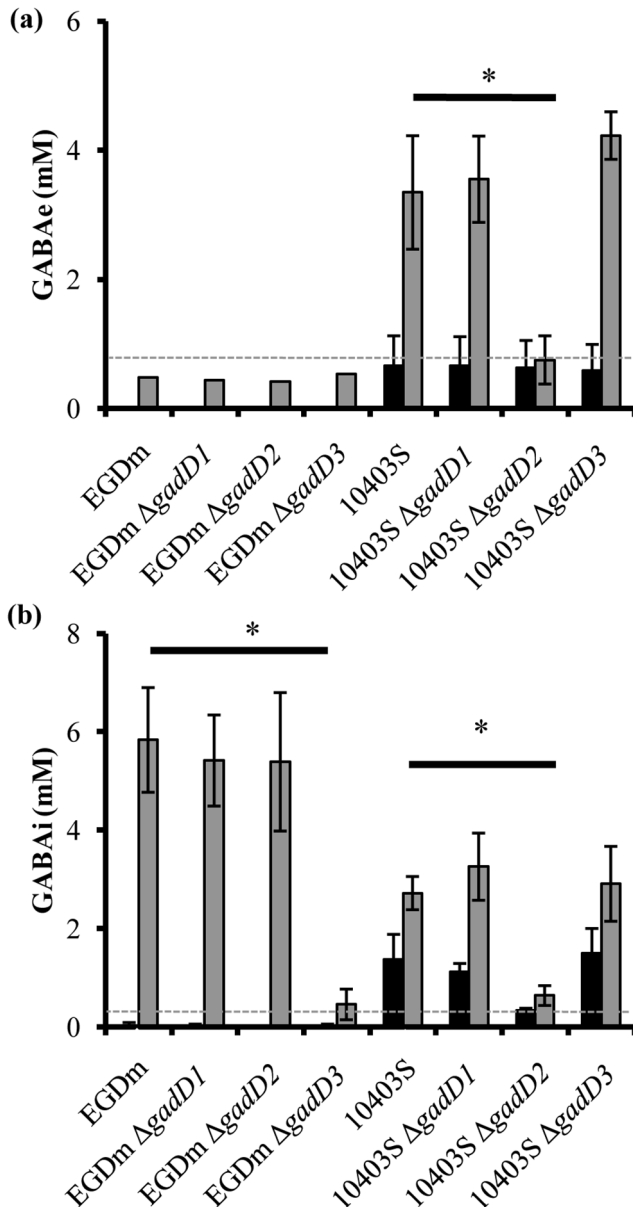 (a)
GABAe (mM)
6
4
2
0
*
EGDm
EGDm ΔgadD1
EGDm ΔgadD2
EGDm ΔgadD3
10403S
10403S ΔgadD1
10403S ΔgadD2
10403S ΔgadD3
(b)
GABAi (mM)
8
6
4
2
0
*
*
EGDm
EGDm ΔgadD1
EGDm ΔgadD2
EGDm ΔgadD3
10403S
10403S ΔgadD1
10403S ΔgadD2
10403S ΔgadD3